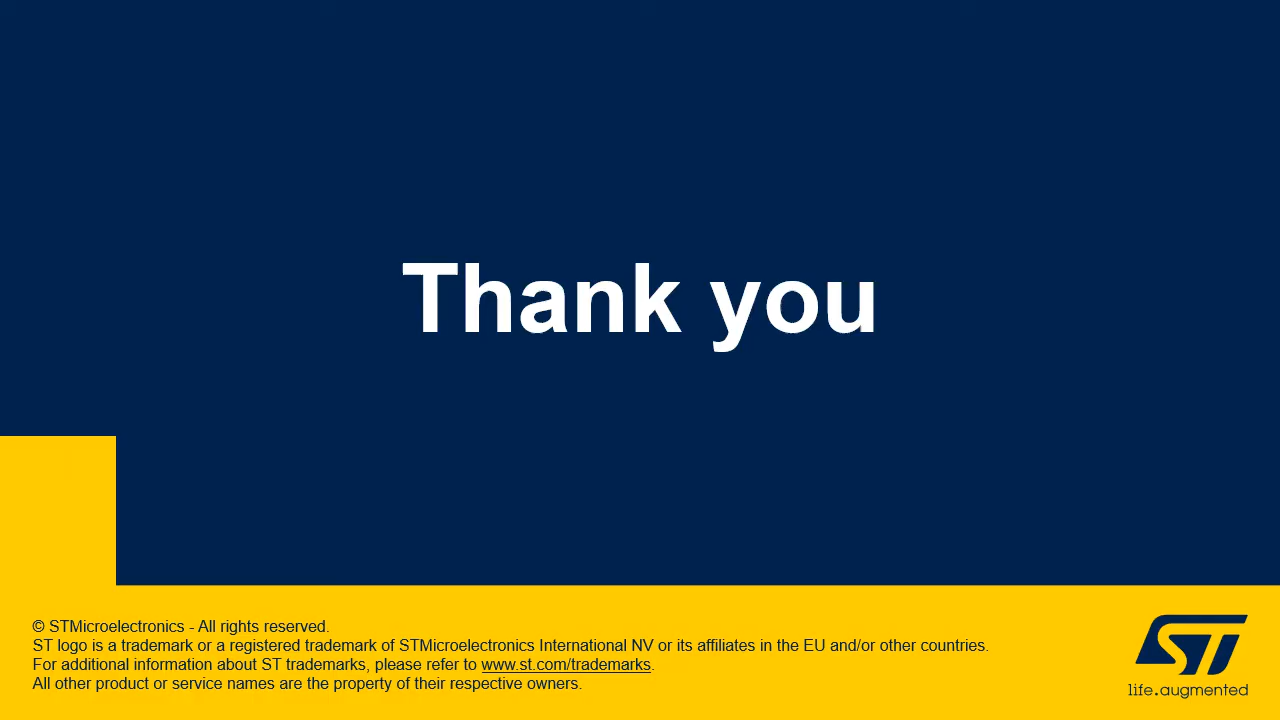 Thank you
© STMicroelectronics - All rights reserved.
ST logo is a trademark or a registered trademark of STMicroelectronics International NV or its affiliates in the EU and/or other countries.
For additional information about ST trademarks, please refer to www.st.com/trademarks.
All other product or service names are the property of their respective owners.
ST
life.augmented